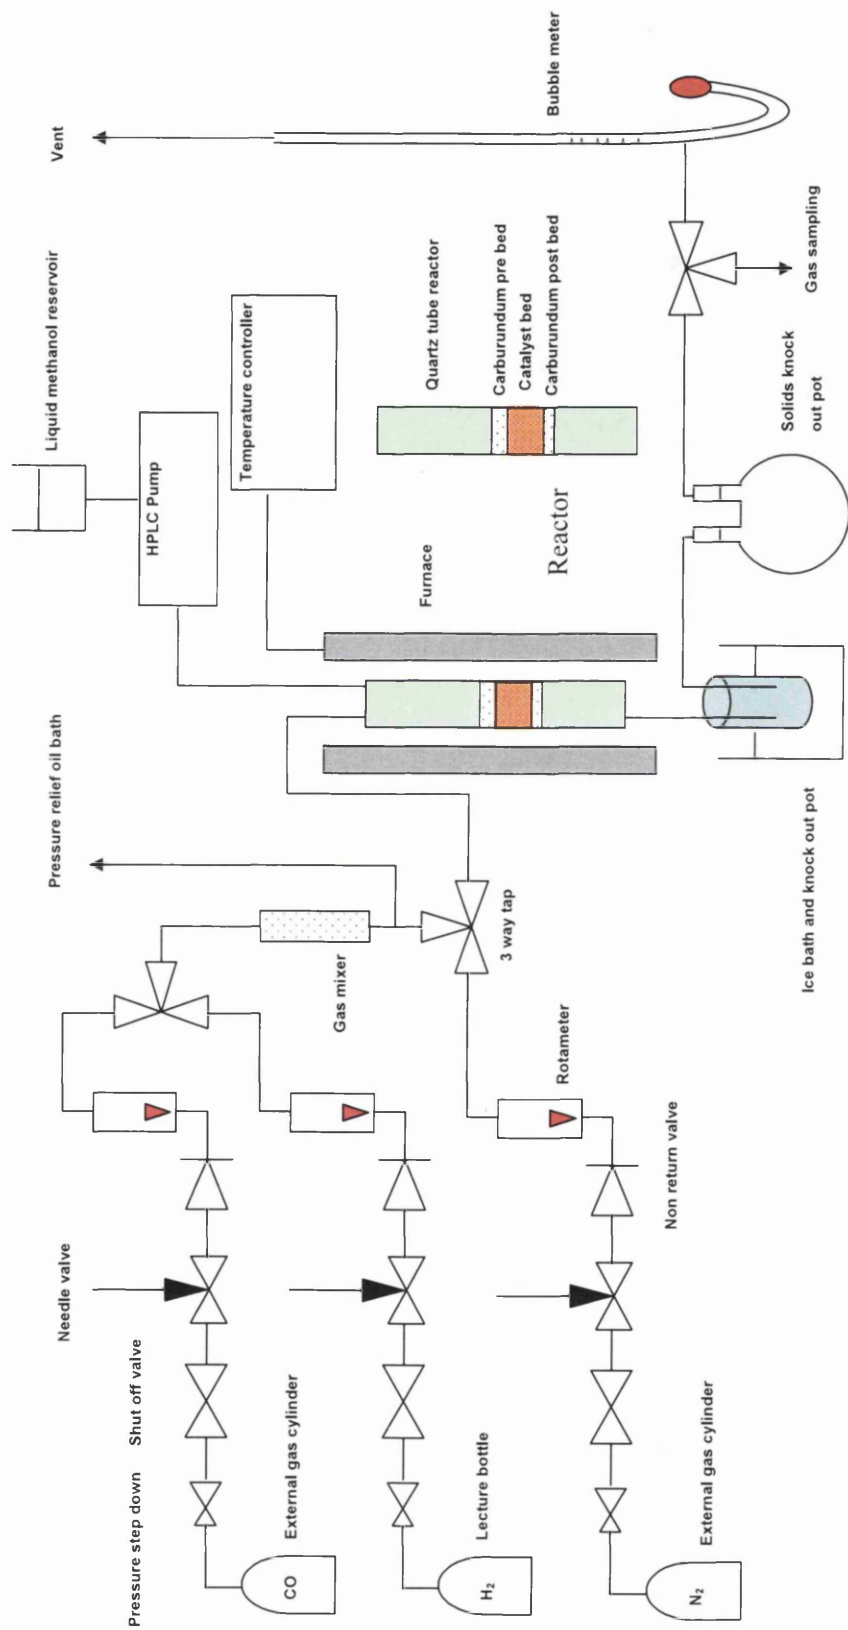 Pressure step down
Shut off valve
Needle valve
Pressure relief oil bath
Liquid methanol reservoir
Vent
HPLC Pump
Temperature controller
CO
External gas cylinder
Gas mixer
Furnace
Quartz tube reactor
Carburundum pre bed
Catalyst bed
Carburundum post bed
Bubble meter
Reactor
H₂
Lecture bottle
3 way tap
Rotameter
Non return valve
N₂
External gas cylinder
Ice bath and knock out pot
Solids knock
out pot
Gas sampling